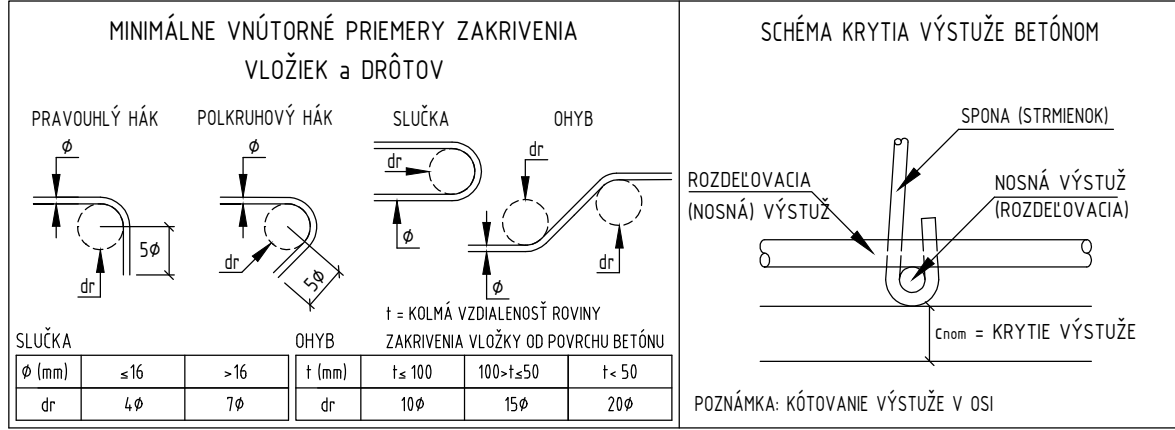 MINIMÁLNE VNÚTORNÉ PRIEMERY ZAKRIVENIA
VLOŽIEK a DRÔTOV
PRAVOUHLÝ HÁK
POLKRUHOVÝ HÁK
SLUČKA
OHYB
ϕ
ϕ
dr
dr
5ϕ
dr
dr
5ϕ
ϕ
dr
ϕ
t = KOLMÁ VZDIALENOSŤ ROVINY
ZAKRIVENIA VLOŽKY OD POVRCHU BETÓNU
SLUČKA
ϕ (mm) ≤16 >16
dr 4ϕ 7ϕ
OHYB
t (mm) t≤ 100 100>t≤50 t< 50
dr 10ϕ 15ϕ 20ϕ
SCHÉMA KRYTIA VÝSTUŽE BETÓNOM
SPONA (STRMIENOK)
ROZDEĽOVACIA
(NOSNÁ) VÝSTUŽ
NOSNÁ VÝSTUŽ
(ROZDEĽOVACIA)
Cnom = KRYTIE VÝSTUŽE
POZNÁMKA: KÓTOVANIE VÝSTUŽE V OSI